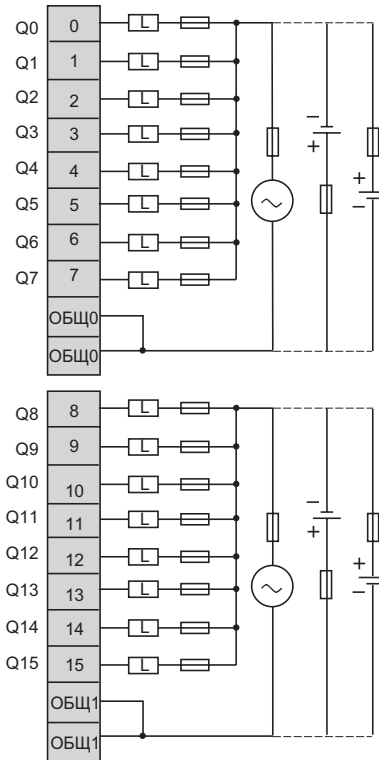 Q0 0 L
Q1 1 L
Q2 2 L
Q3 3 L
Q4 4 L
Q5 5 L
Q6 6 L
Q7 7 L
ОБЩ0
ОБЩ0
− + + −
Q8 8 L
Q9 9 L
Q10 10 L
Q11 11 L
Q12 12 L
Q13 13 L
Q14 14 L
Q15 15 L
ОБЩ1
ОБЩ1
− + + −